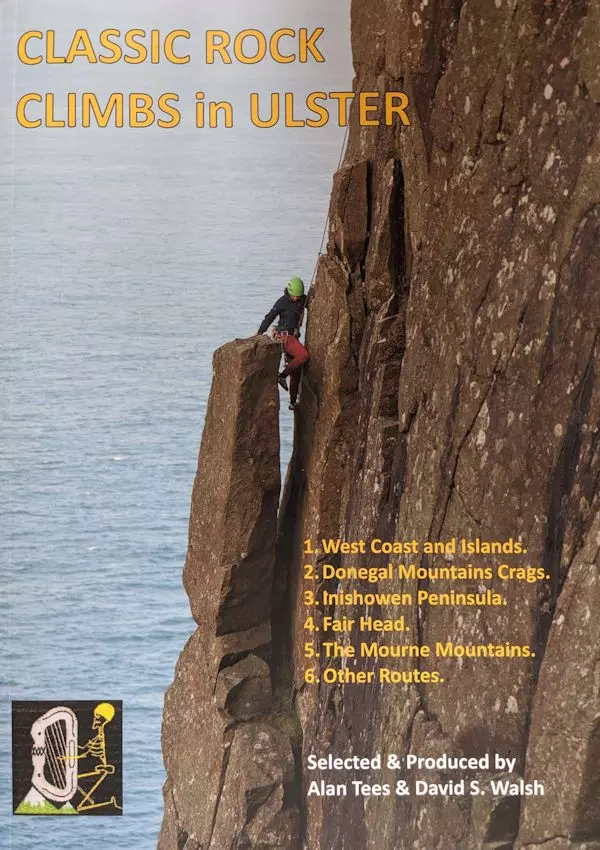 CLASSIC ROCK
CLIMBS in ULSTER
1. West Coast and Islands.
2. Donegal Mountains Crags.
3. Inishowen Peninsula.
4. Fair Head.
5. The Mourne Mountains.
6. Other Routes.
Selected & Produced by
Alan Tees & David S. Walsh